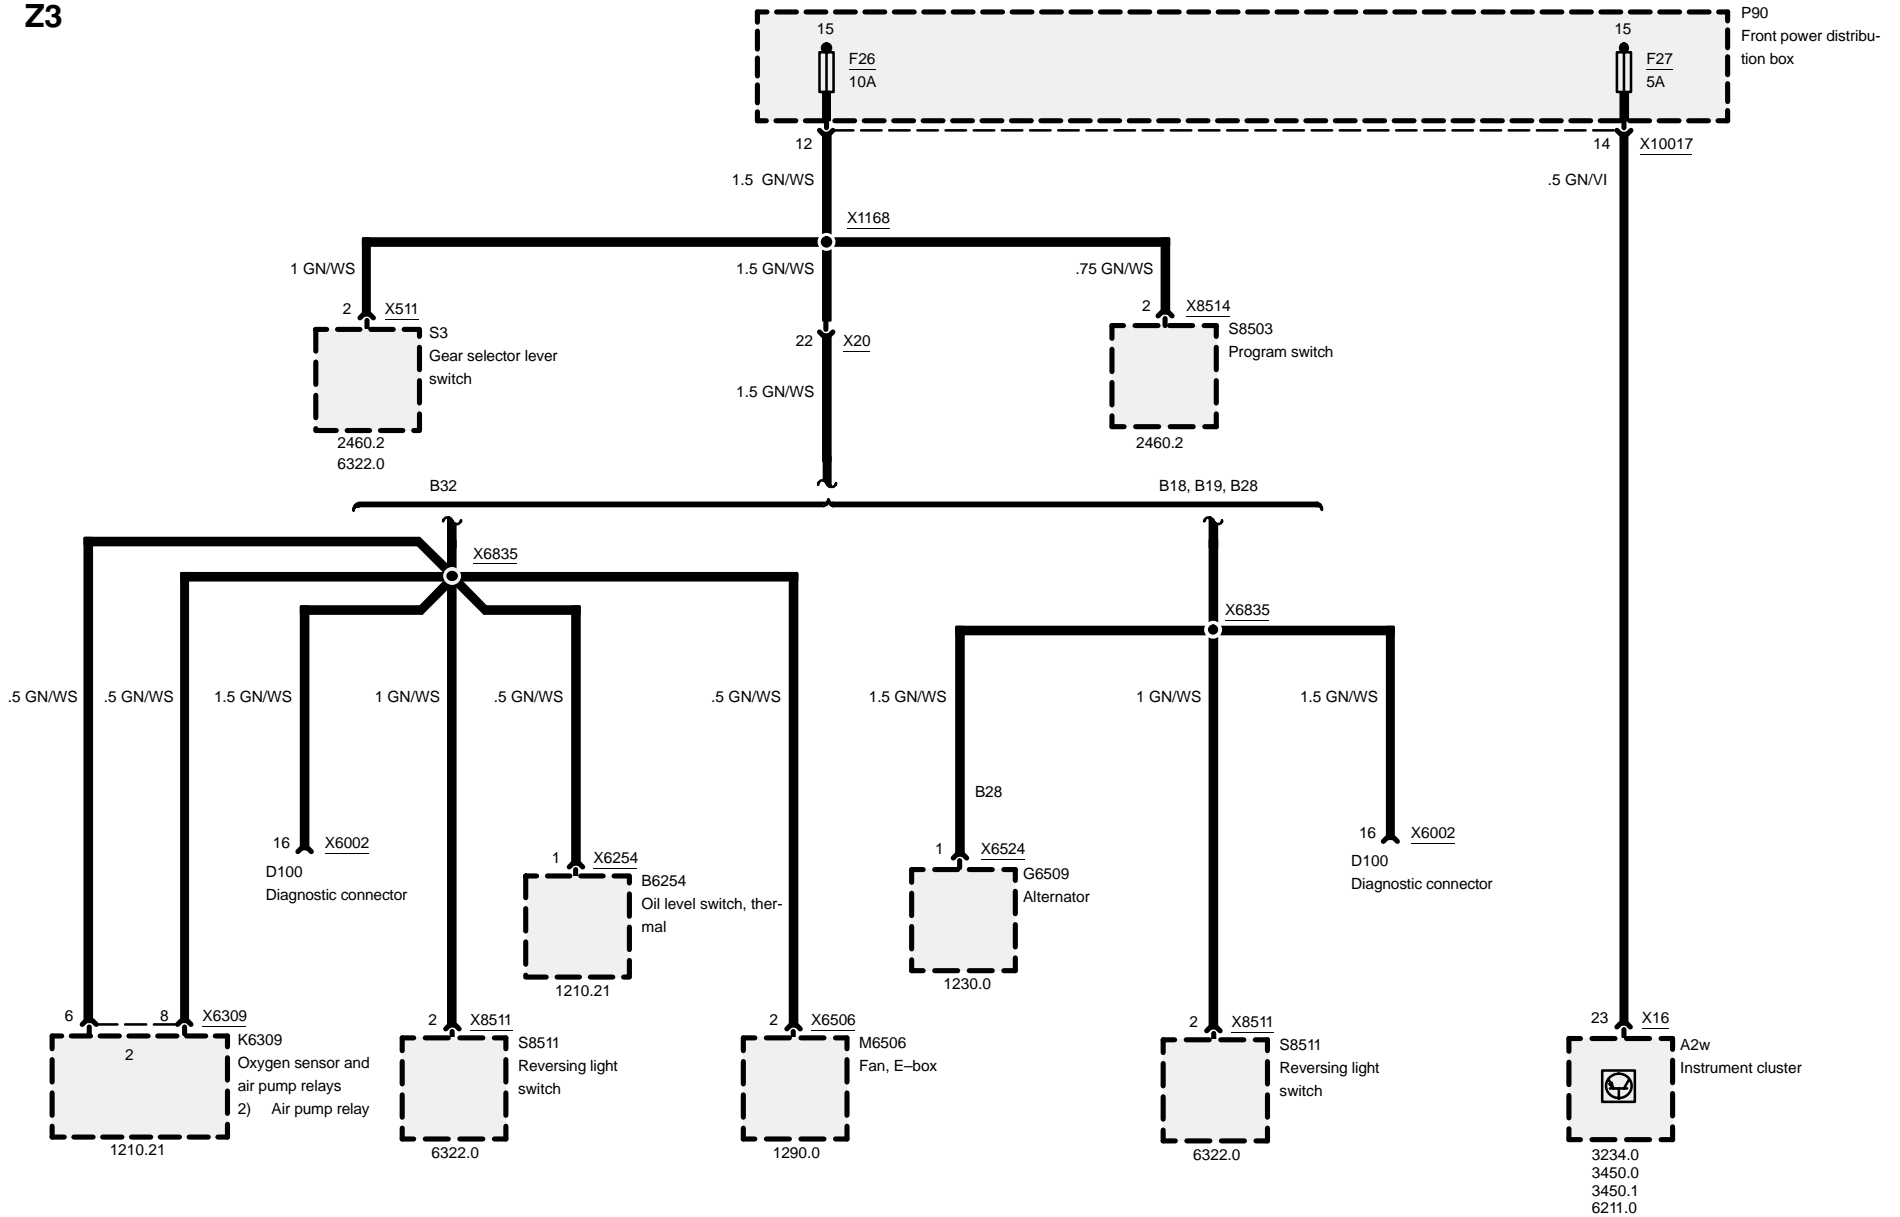 Z3
P90
Front power distribu-
tion box
15
F26
10A
15
F27
5A
12
14
X10017
1.5 GN/WS
.5 GN/VI
X1168
1 GN/WS
1.5 GN/WS
.75 GN/WS
2
X511
S3
Gear selector lever
switch
2460.2
6322.0
22
X20
1.5 GN/WS
2
X8514
S8503
Program switch
2460.2
B32
B18, B19, B28
X6835
X6835
.5 GN/WS
.5 GN/WS
1.5 GN/WS
1 GN/WS
.5 GN/WS
.5 GN/WS
1.5 GN/WS
1 GN/WS
1.5 GN/WS
B28
16
X6002
D100
Diagnostic connector
1
X6254
B6254
Oil level switch, ther-
mal
1210.21
1
X6524
G6509
Alternator
1230.0
16
X6002
D100
Diagnostic connector
6
8
X6309
2
K6309
Oxygen sensor and
air pump relays
2) Air pump relay
1210.21
2
X8511
S8511
Reversing light
switch
6322.0
2
X6506
M6506
Fan, E–box
1290.0
2
X8511
S8511
Reversing light
switch
6322.0
23
X16
A2w
Instrument cluster
3234.0
3450.0
3450.1
6211.0